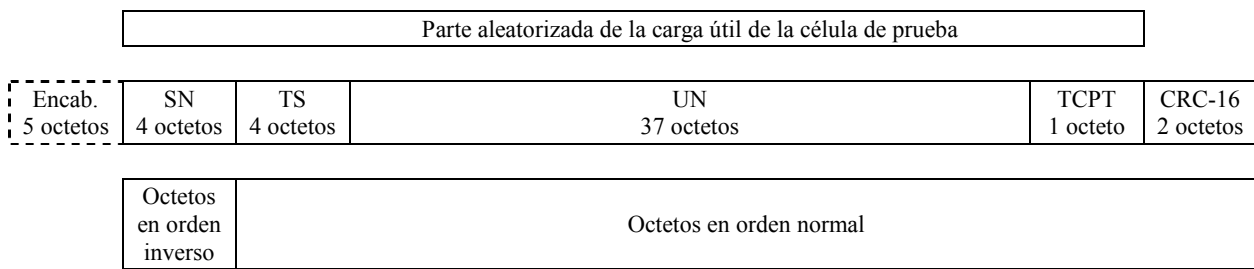 Parte aleatorizada de la carga útil de la célula de prueba
Encab. SN TS UN TCPT CRC-16
5 octetos 4 octetos 4 octetos 37 octetos 1 octeto 2 octetos
Octetos
en orden
inverso
Octetos en orden normal